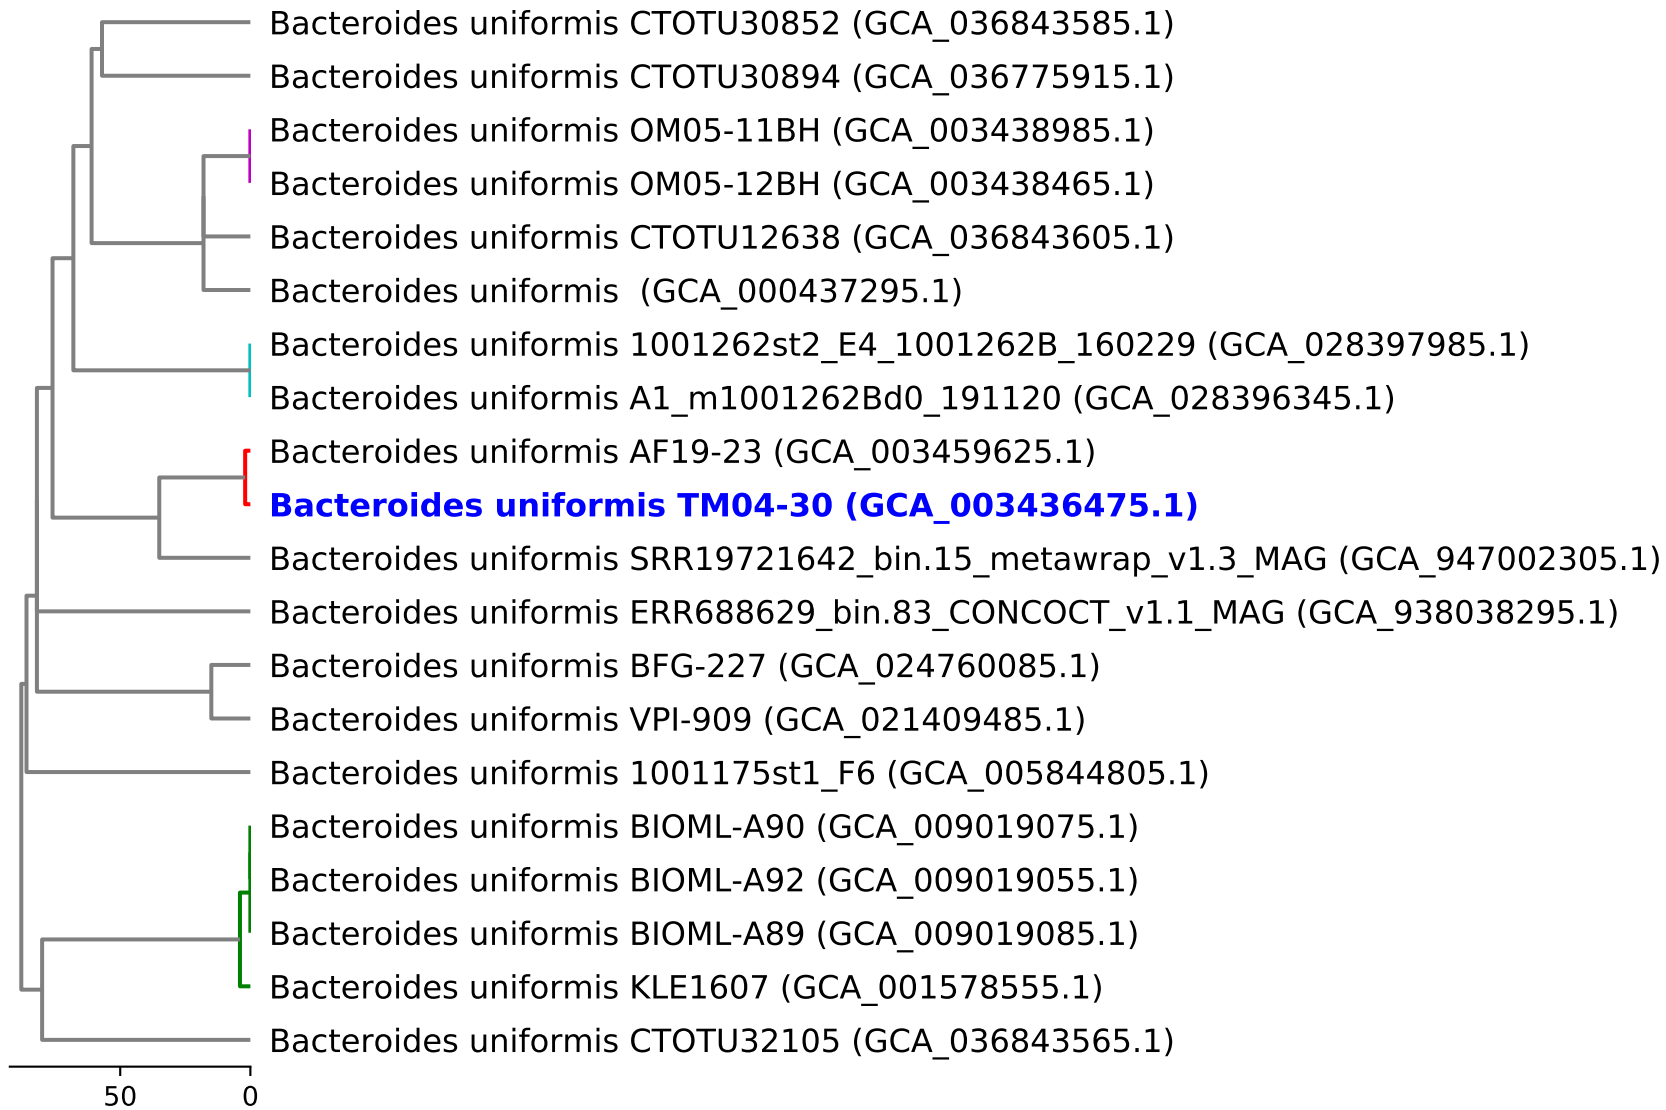 Bacteroides uniformis CTOTU30852 (GCA_036843585.1)
Bacteroides uniformis CTOTU30894 (GCA_036775915.1)
Bacteroides uniformis OM05-11BH (GCA_003438985.1)
Bacteroides uniformis OM05-12BH (GCA_003438465.1)
Bacteroides uniformis CTOTU12638 (GCA_036843605.1)
Bacteroides uniformis  (GCA_000437295.1)
Bacteroides uniformis 1001262st2_E4_1001262B_160229 (GCA_028397985.1)
Bacteroides uniformis A1_m1001262Bd0_191120 (GCA_028396345.1)
Bacteroides uniformis AF19-23 (GCA_003459625.1)
Bacteroides uniformis TM04-30 (GCA_003436475.1)
Bacteroides uniformis SRR19721642_bin.15_metawrap_v1.3_MAG (GCA_947002305.1)
Bacteroides uniformis ERR688629_bin.83_CONCOCT_v1.1_MAG (GCA_938038295.1)
Bacteroides uniformis BFG-227 (GCA_024760085.1)
Bacteroides uniformis VPI-909 (GCA_021409485.1)
Bacteroides uniformis 1001175st1_F6 (GCA_005844805.1)
Bacteroides uniformis BIOML-A90 (GCA_009019075.1)
Bacteroides uniformis BIOML-A92 (GCA_009019055.1)
Bacteroides uniformis BIOML-A89 (GCA_009019085.1)
Bacteroides uniformis KLE1607 (GCA_001578555.1)
Bacteroides uniformis CTOTU32105 (GCA_036843565.1)
50 0